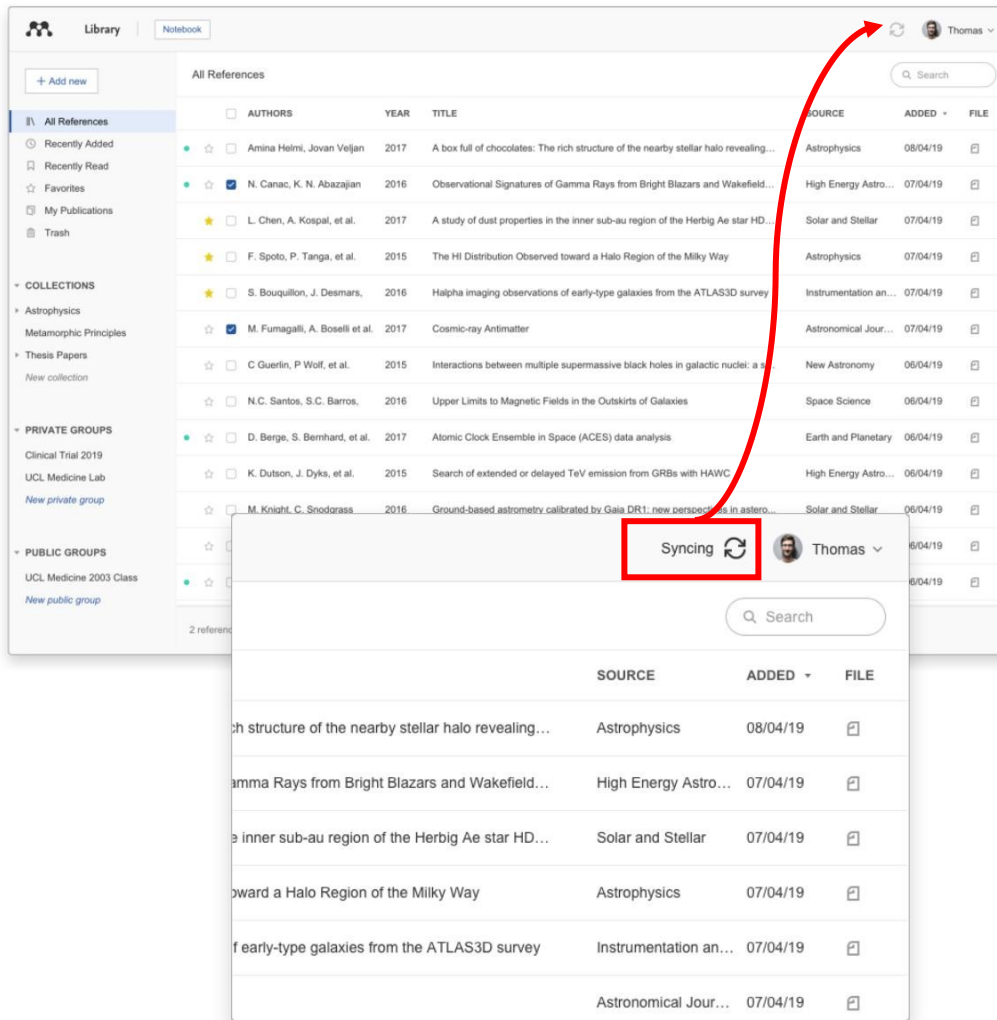 Library Notebook Thomas
+ Add new
All References
Search
AUTHORS YEAR TITLE SOURCE ADDED FILE
All References
Recently Added
Recently Read
Favorites
My Publications
Trash
COLLECTIONS
Astrophysics
Metamorphic Principles
Thesis Papers
New collection
PRIVATE GROUPS
Clinical Trial 2019
UCL Medicine Lab
New private group
PUBLIC GROUPS
UCL Medicine 2003 Class
New public group
Amina Helmi, Jovan Veljan 2017 A box full of chocolates: The rich structure of the nearby stellar halo revealing... Astrophysics 08/04/19
N. Canac, K. N. Abazajian 2016 Observational Signatures of Gamma Rays from Bright Blazars and Wakefield... High Energy Astro... 07/04/19
L. Chen, A. Kospal, et al. 2017 A study of dust properties in the inner sub-au region of the Herbig Ae star HD... Solar and Stellar 07/04/19
F. Spoto, P. Tanga, et al. 2015 The HI Distribution Observed toward a Halo Region of the Milky Way Astrophysics 07/04/19
S. Bouquillon, J. Desmars, 2016 Halpha imaging observations of early-type galaxies from the ATLAS3D survey Instrumentation an... 07/04/19
M. Fumagalli, A. Boselli et al. 2017 Cosmic-ray Antimatter Astronomical Jour... 07/04/19
C Guerlin, P Wolf, et al. 2015 Interactions between multiple supermassive black holes in galactic nuclei: a s... New Astronomy 06/04/19
N.C. Santos, S.C. Barros, 2016 Upper Limits to Magnetic Fields in the Outskirts of Galaxies Space Science 06/04/19
D. Berge, S. Bernhard, et al. 2017 Atomic Clock Ensemble in Space (ACES) data analysis Earth and Planetary 06/04/19
K. Dutson, J. Dyks, et al. 2015 Search of extended or delayed TeV emission from GRBs with HAWC High Energy Astro... 06/04/19
M. Knight, C. Snodgrass 2016 Ground-based astrometry calibrated by Gaia DR1: new perspectives in astero... Solar and Stellar 06/04/19
6/04/19
6/04/19
2 referenc
Syncing Thomas
Search
SOURCE ADDED FILE
ch structure of the nearby stellar halo revealing... Astrophysics 08/04/19
amma Rays from Bright Blazars and Wakefield... High Energy Astro... 07/04/19
e inner sub-au region of the Herbig Ae star HD... Solar and Stellar 07/04/19
oward a Halo Region of the Milky Way Astrophysics 07/04/19
f early-type galaxies from the ATLAS3D survey Instrumentation an... 07/04/19
Astronomical Jour... 07/04/19